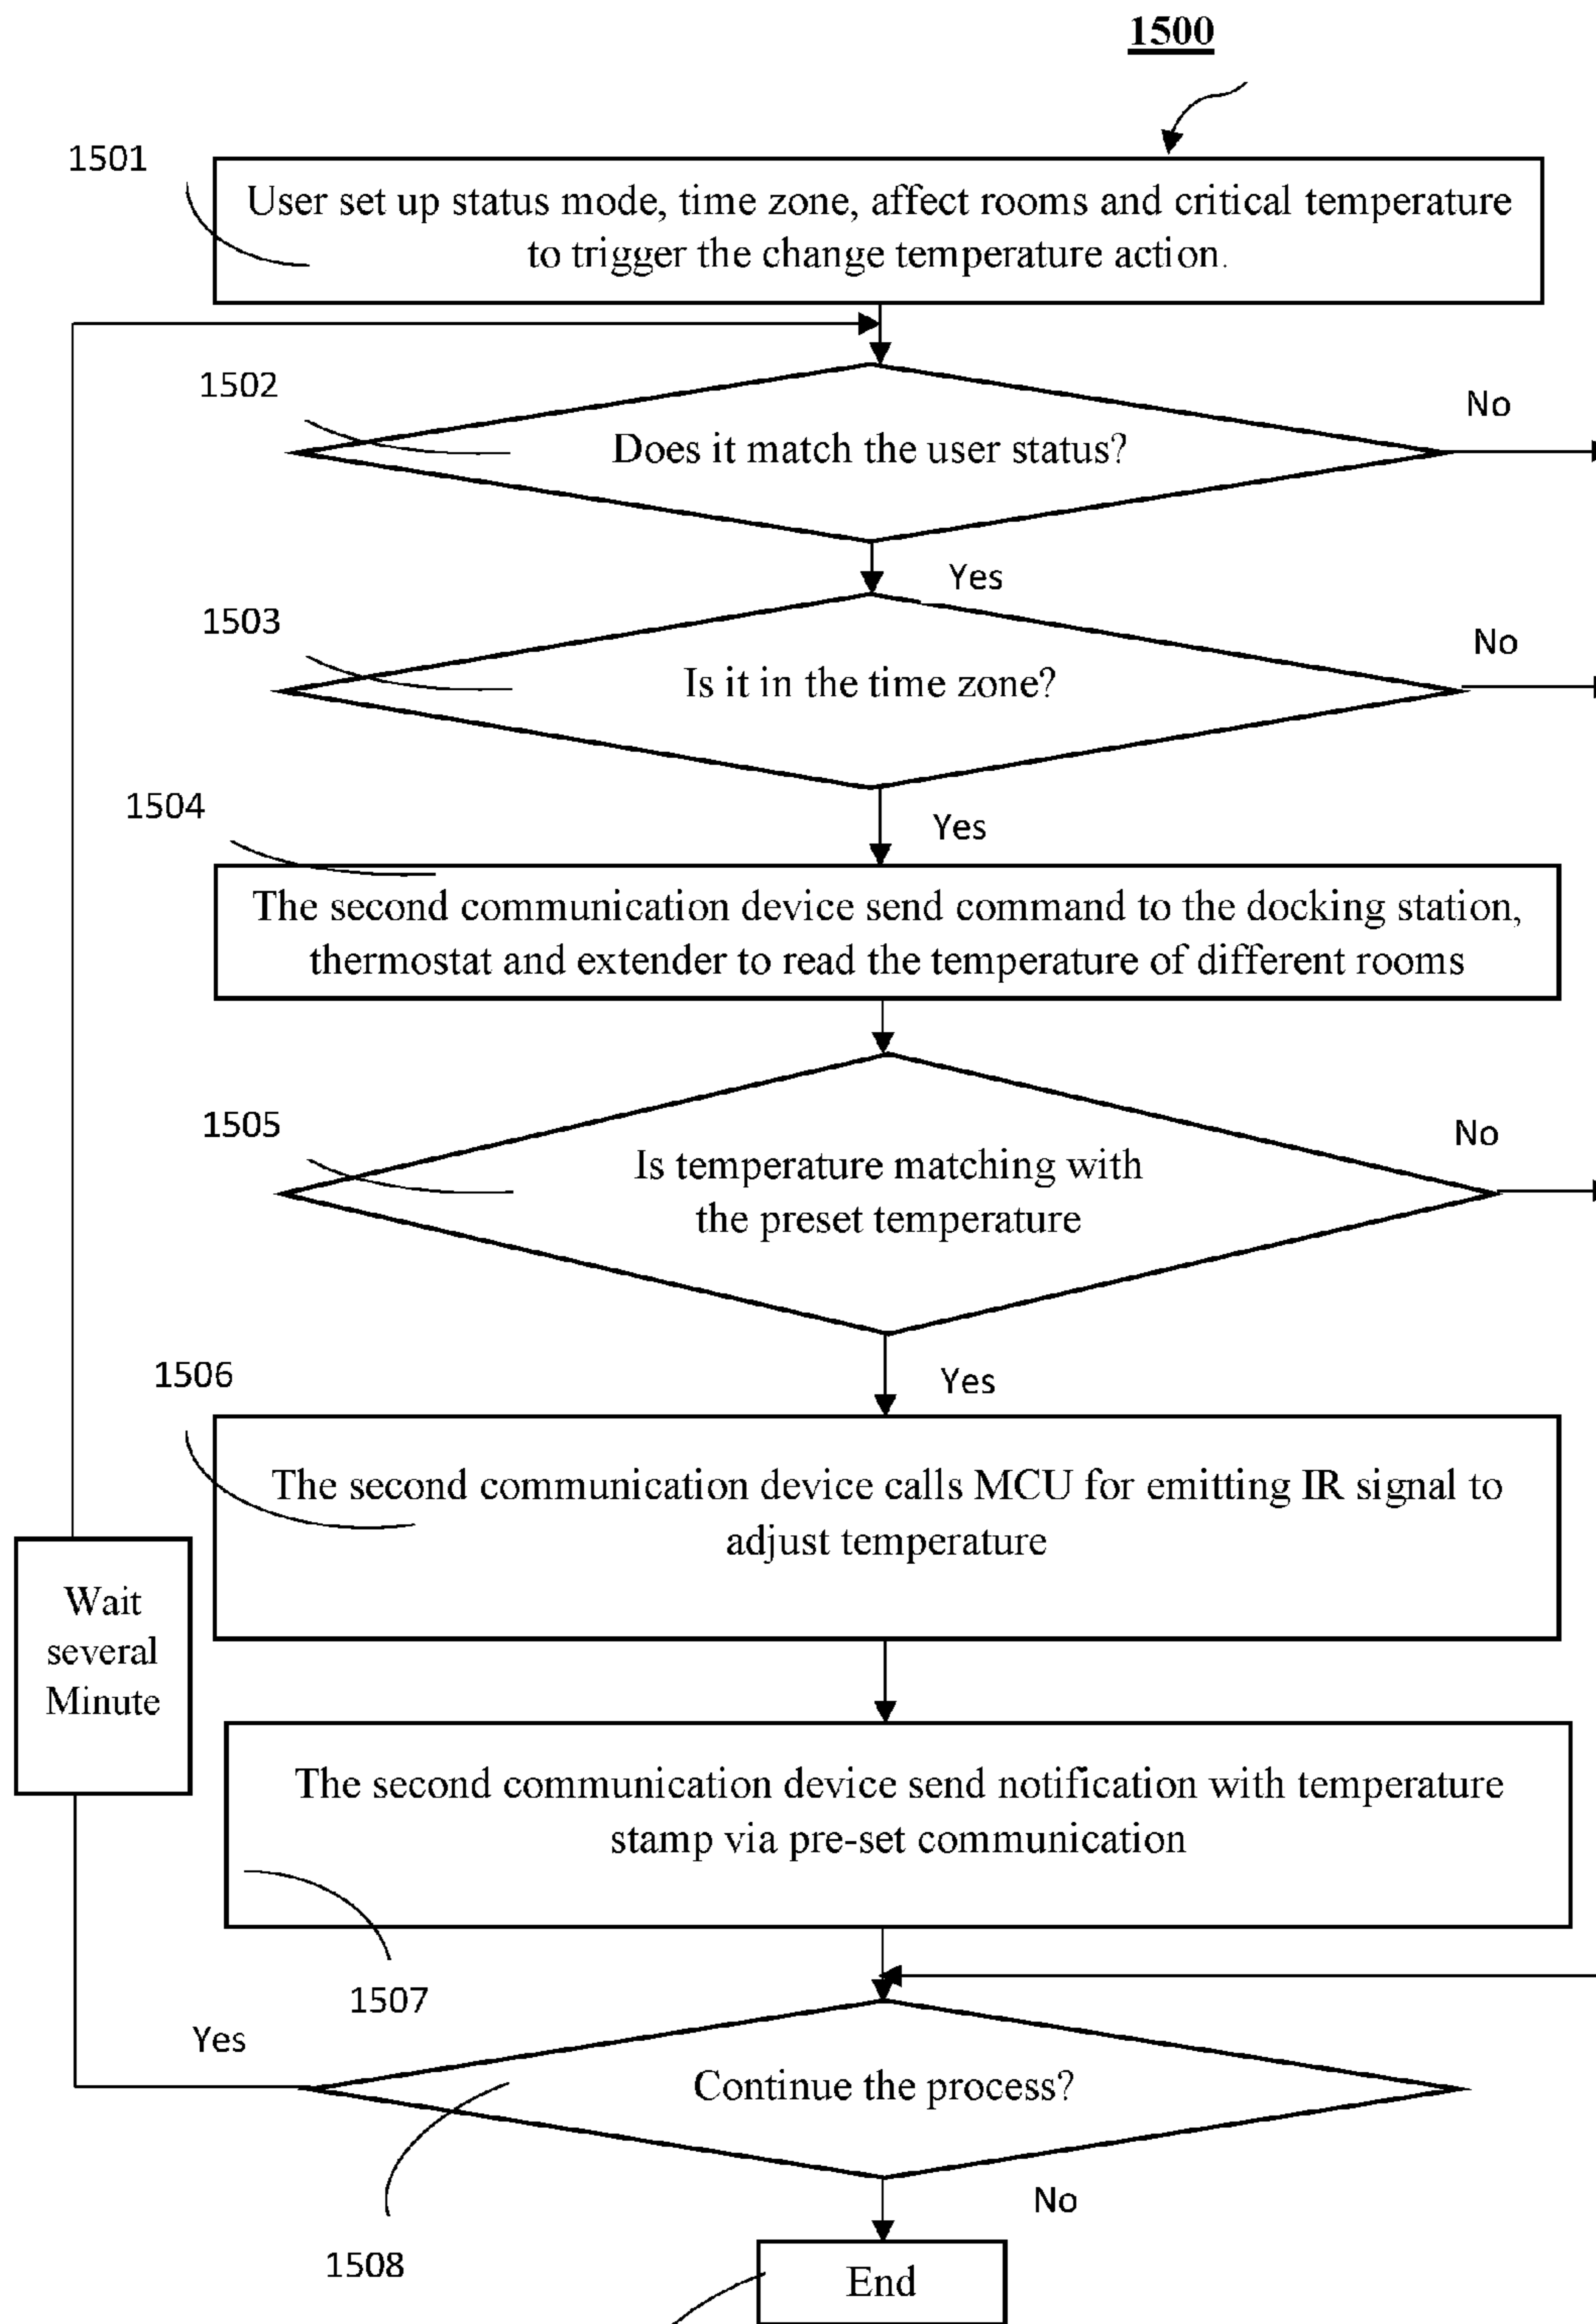 1500
1501
User set up status mode, time zone, affect rooms and critical temperature
to trigger the change temperature action.
1502
No
Does it match the user status?
Yes
1503
No
Is it in the time zone?
1504
Yes
The second communication device send command to the docking station,
thermostat and extender to read the temperature of different rooms
1505
No
Is temperature matching with
the preset temperature
1506
Yes
The second communication device calls MCU for emitting IR signal to
adjust temperature
Wait
several
Minute
The second communication device send notification with temperature
stamp via pre-set communication
1507
Yes
Continue the process?
No
1508
End